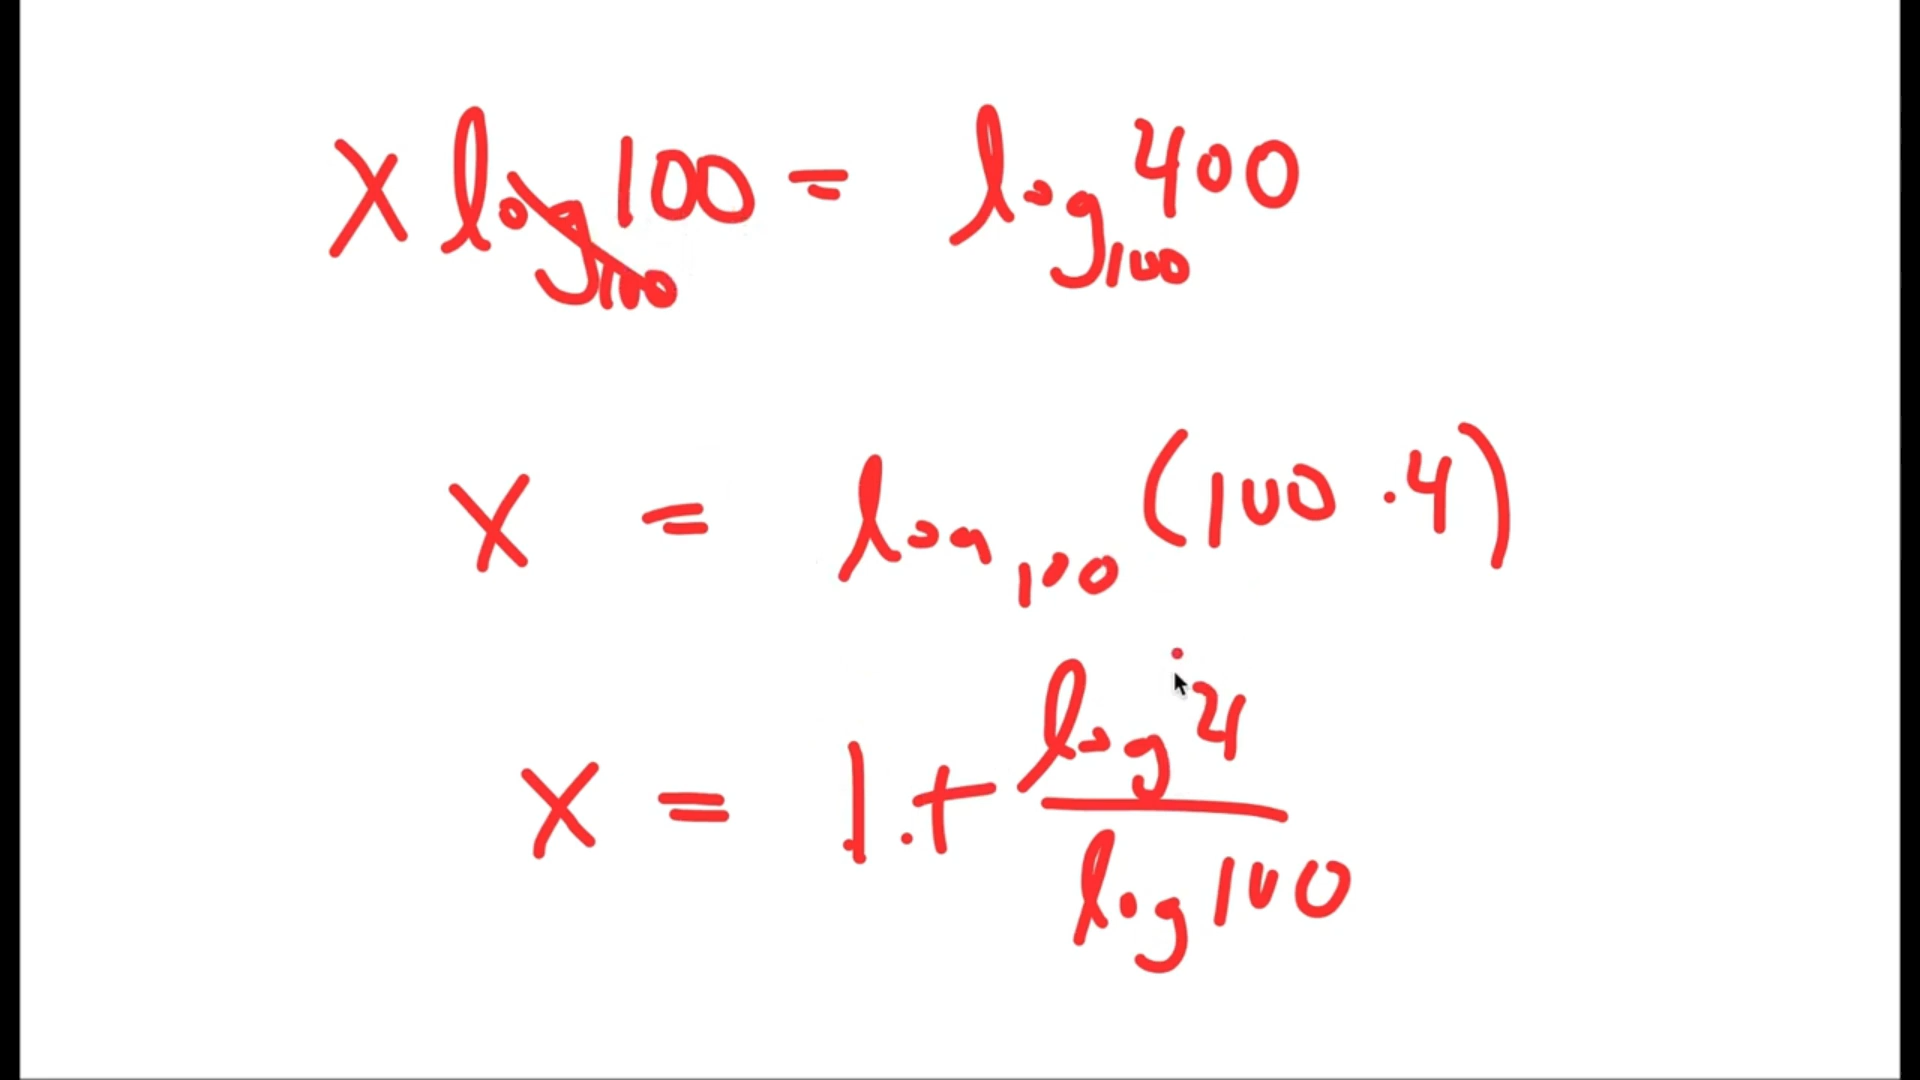 x log₁₀₀ 100 = log₁₀₀ 400
x = log₁₀₀ (100 · 4)
x = 1 + log 4 / log 100